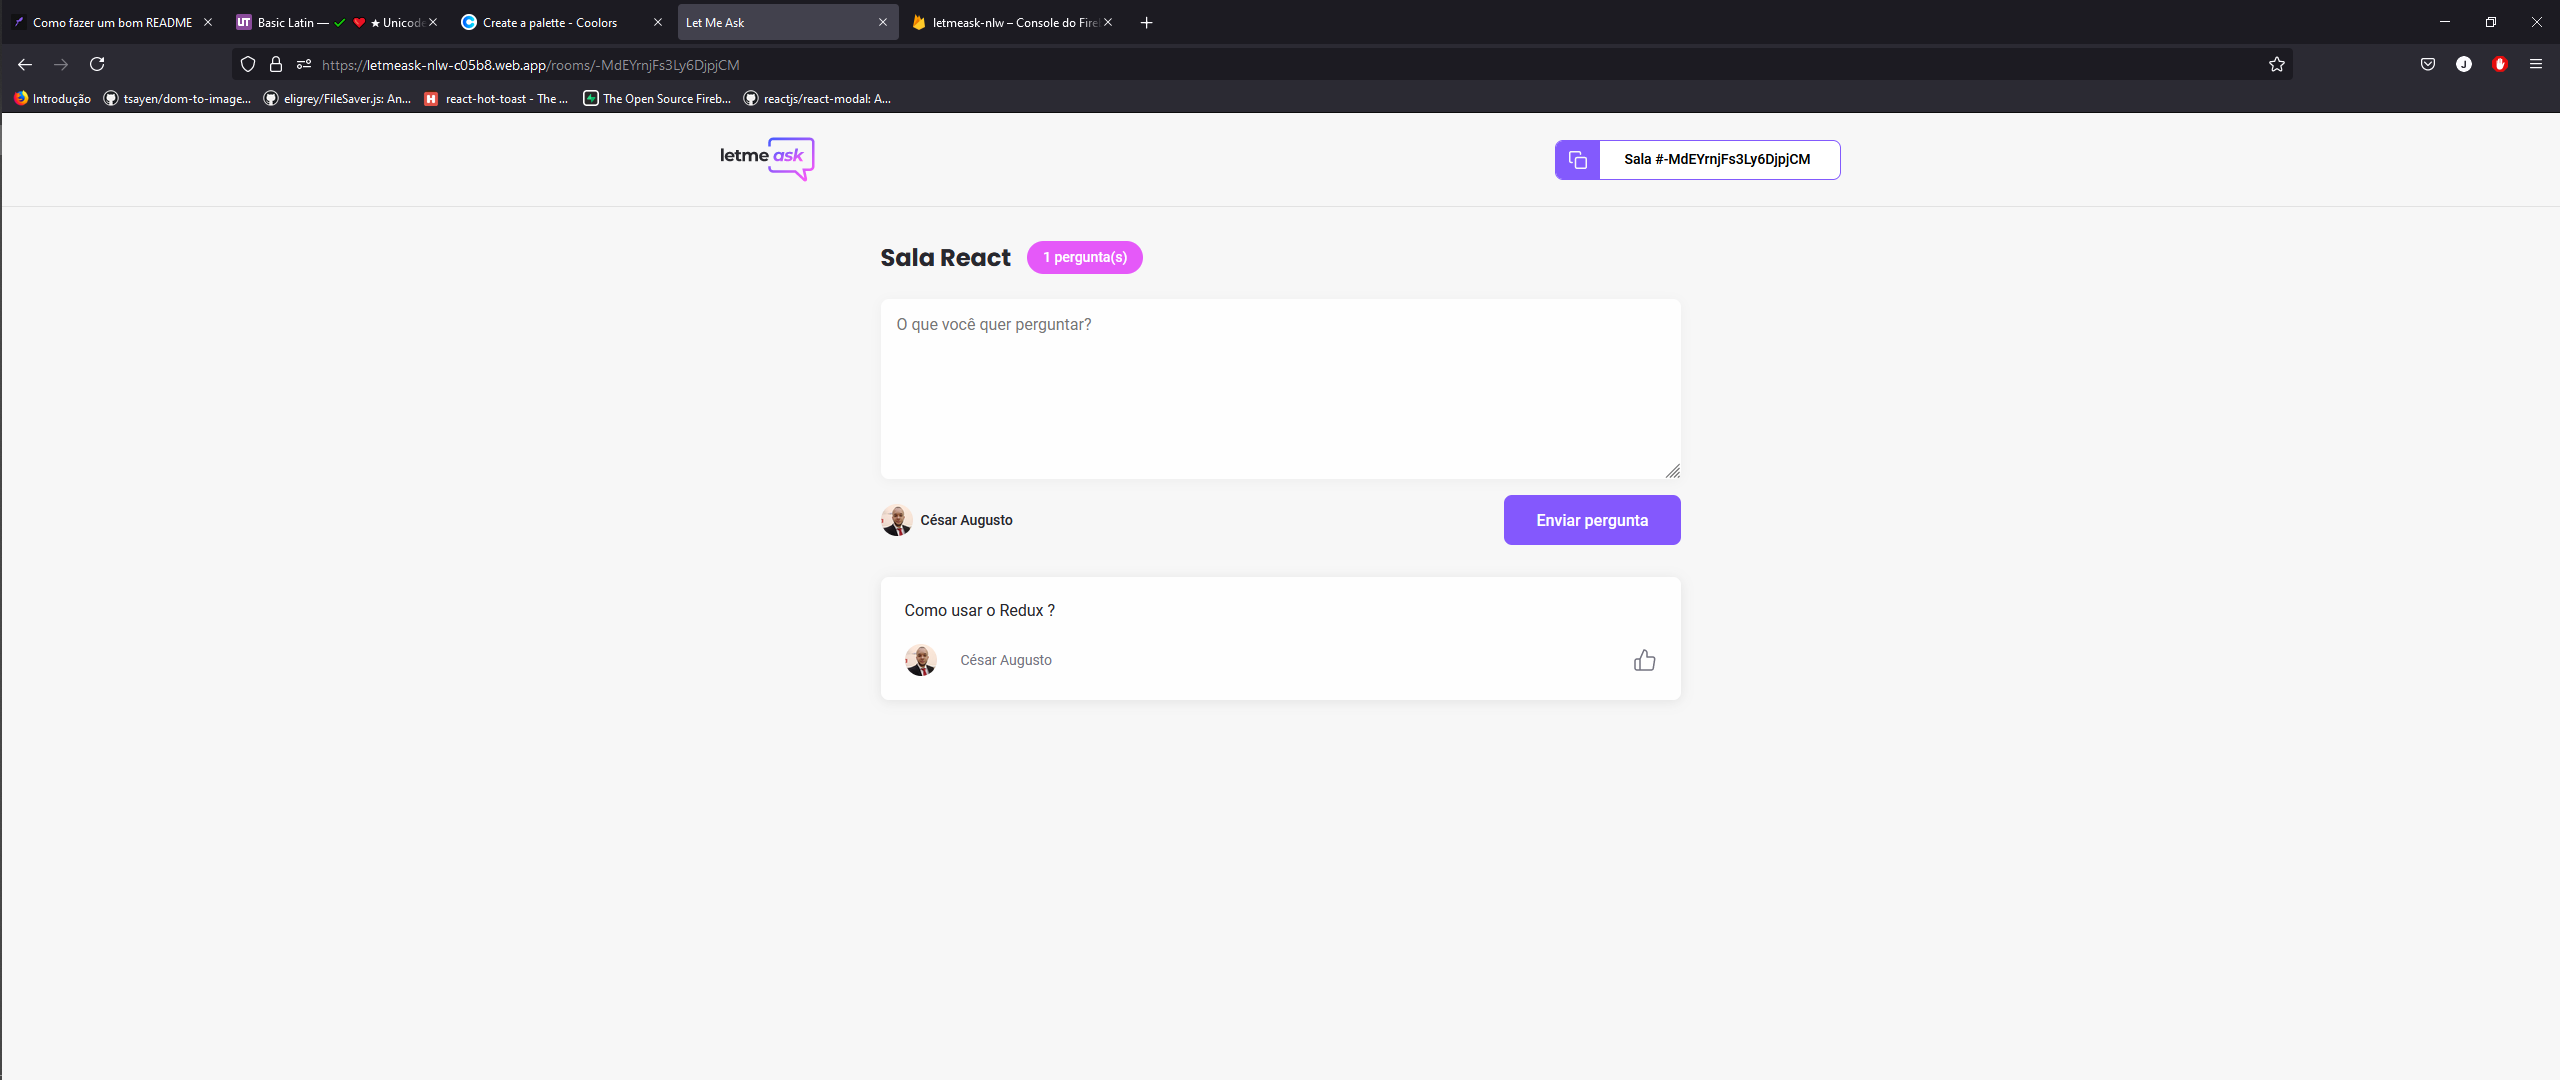 Como fazer um bom README
Basic Latin — ✓ ❤ ★ Unicode
Create a palette - Coolors
Let Me Ask
letmeask-nlw – Console do Fire
https://letmeask-nlw-c05b8.web.app/rooms/-MdEYrnjFs3Ly6DjpjCM
Introdução
tsayen/dom-to-image...
eligrey/FileSaver.js: An...
react-hot-toast - The ...
The Open Source Fireb...
reactjs/react-modal: A...
letme ask
Sala #-MdEYrnjFs3Ly6DjpjCM
Sala React
1 pergunta(s)
O que você quer perguntar?
César Augusto
Enviar pergunta
Como usar o Redux ?
César Augusto